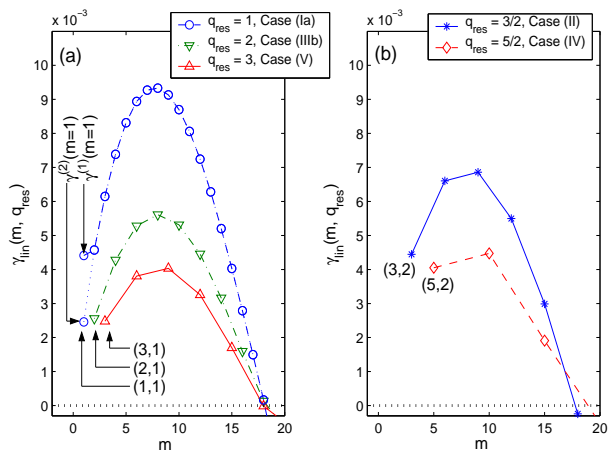 x 10⁻³
q_res = 1, Case (Ia)
q_res = 2, Case (IIIb)
q_res = 3, Case (V)
(a)
γ_lin(m, q_res)
10
9
8
7
6
5
4
3
2
1
0
γ⁽²⁾(m=1)
γ⁽¹⁾(m=1)
(3,1)
(2,1)
(1,1)
0 5 10 15 20
m
x 10⁻³
q_res = 3/2, Case (II)
q_res = 5/2, Case (IV)
(b)
γ_lin(m, q_res)
10
9
8
7
6
5
4
3
2
1
0
(3,2)
(5,2)
0 5 10 15 20
m